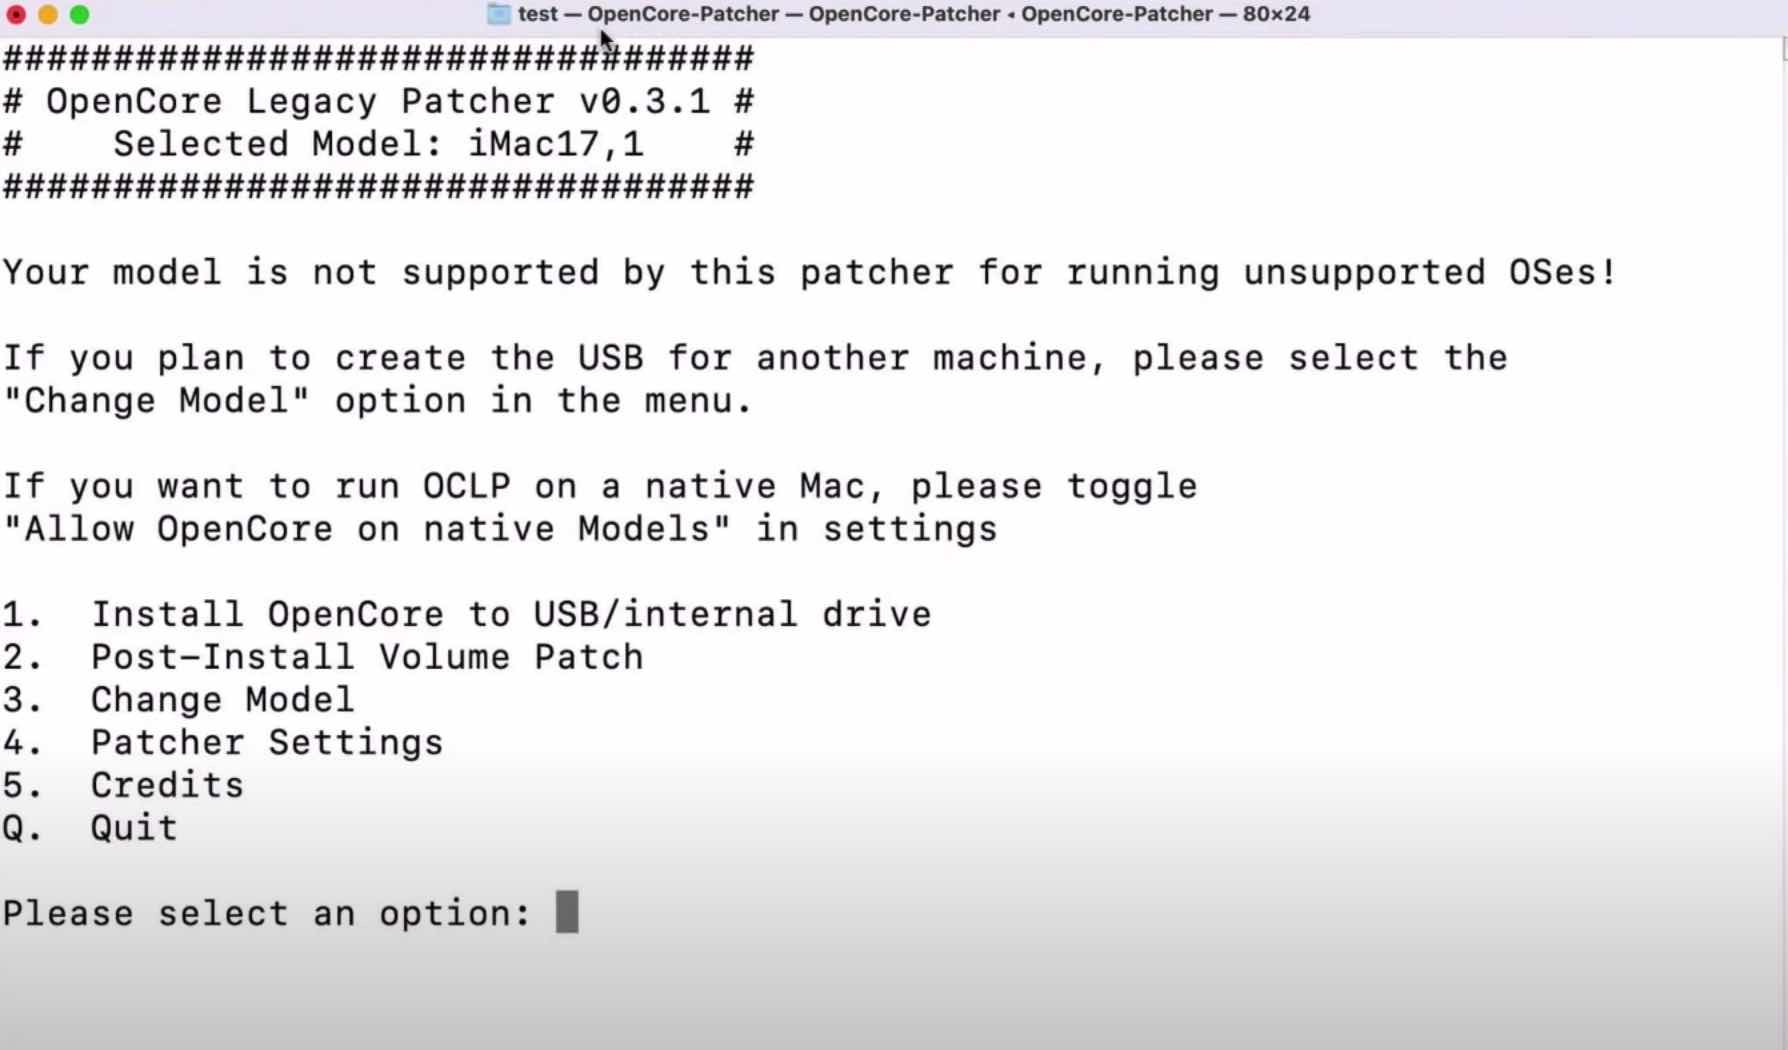 test — OpenCore-Patcher — OpenCore-Patcher ◂ OpenCore-Patcher — 80×24
##################################
# OpenCore Legacy Patcher v0.3.1 #
#    Selected Model: iMac17,1    #
##################################
Your model is not supported by this patcher for running unsupported OSes!
If you plan to create the USB for another machine, please select the
"Change Model" option in the menu.
If you want to run OCLP on a native Mac, please toggle
"Allow OpenCore on native Models" in settings
1.  Install OpenCore to USB/internal drive
2.  Post-Install Volume Patch
3.  Change Model
4.  Patcher Settings
5.  Credits
Q.  Quit
Please select an option: